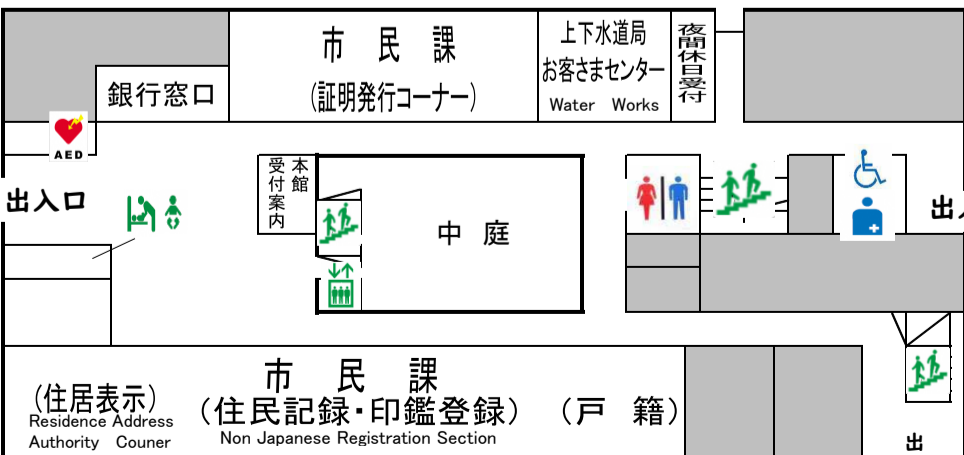 市 民 課
(証明発行コーナー)
上下水道局
お客さまセンター
Water Works
夜間休日受付
銀行窓口
AED
出入口
本館
受付案内
中 庭
出入
市 民 課
(住居表示)
Residence Address
Authority Couner
(住民記録・印鑑登録)
Non Japanese Registration Section
(戸 籍)
出